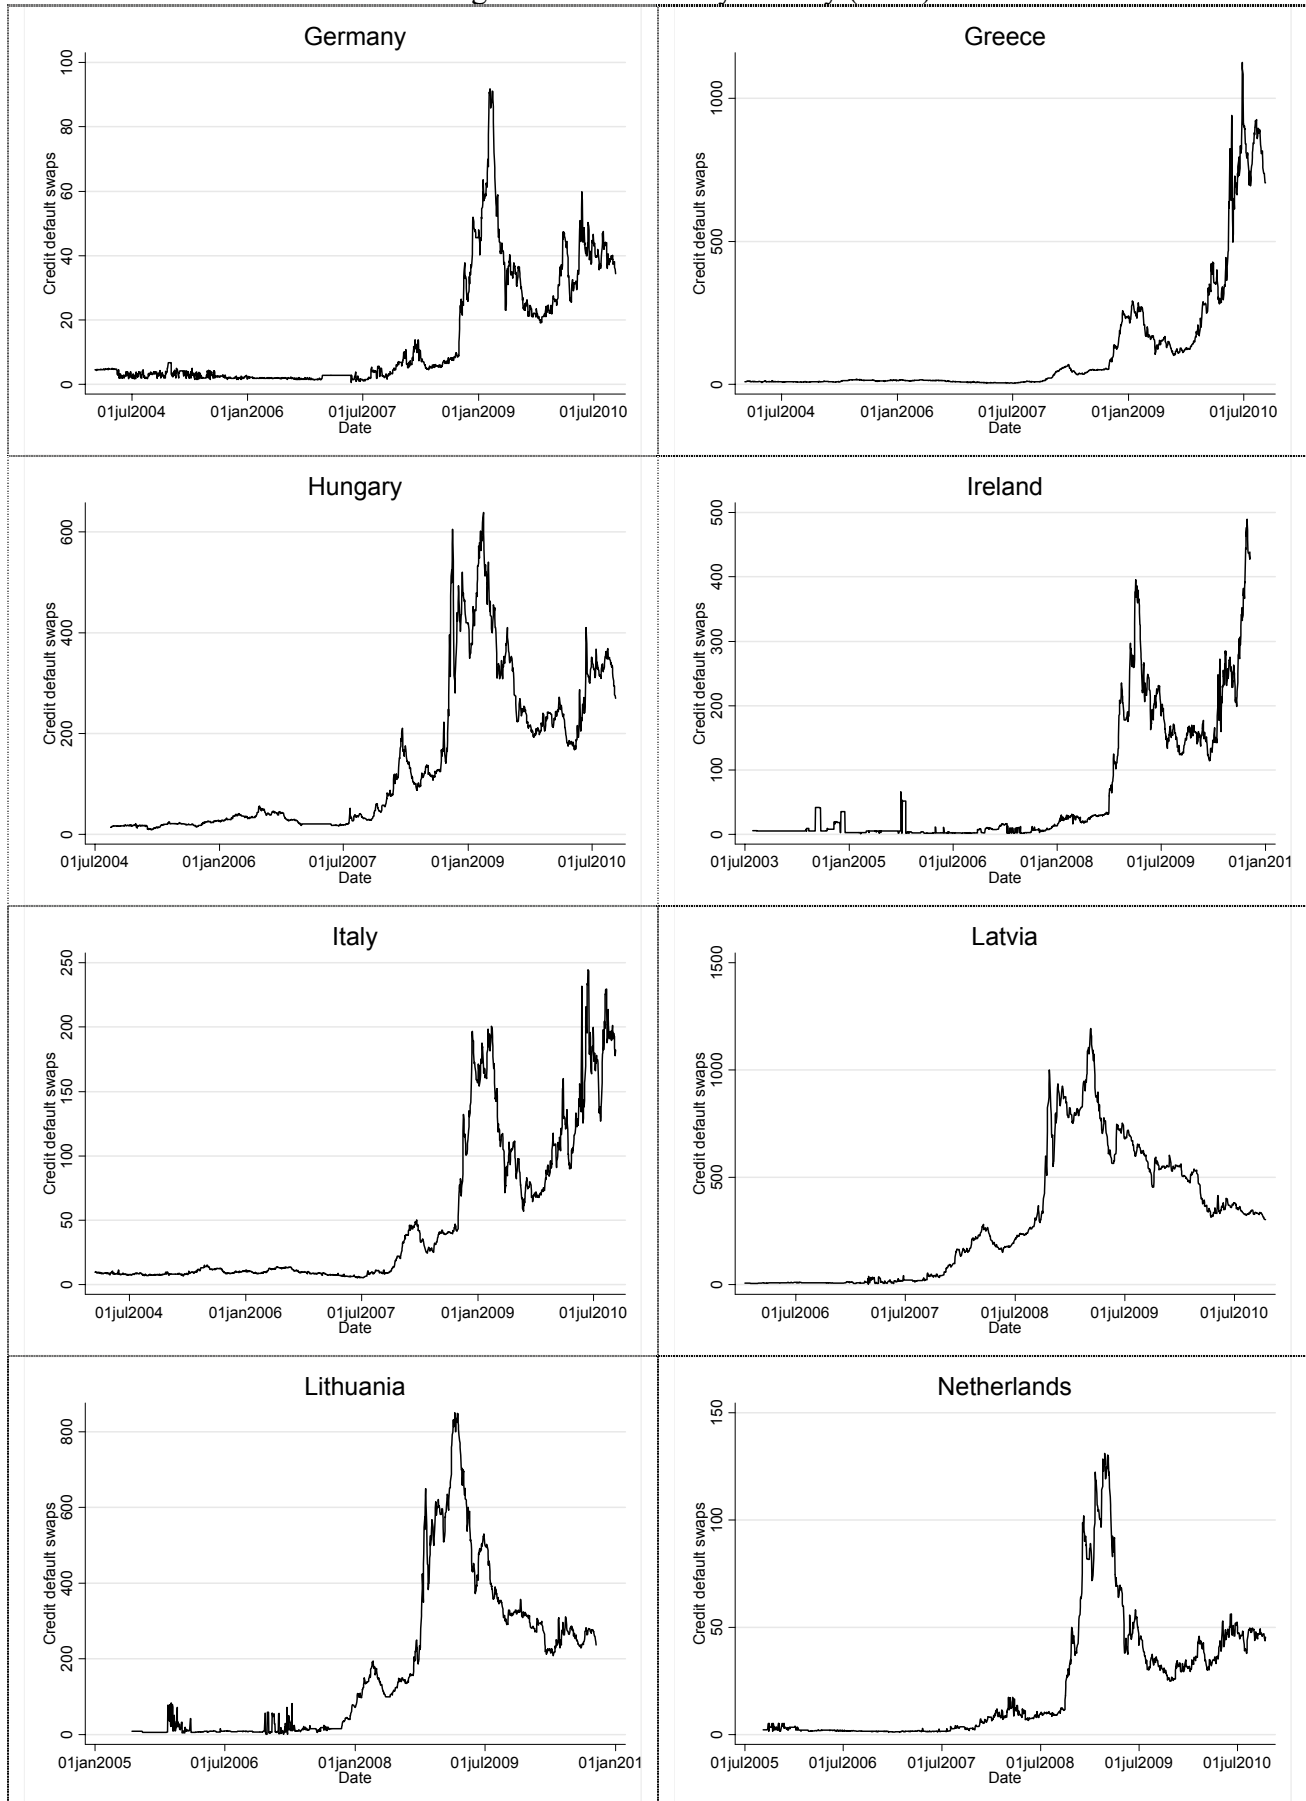 Germany
100
80
60
40
20
0
Credit default swaps
01jul2004 01jan2006 01jul2007 01jan2009 01jul2010
Date
Greece
1000
500
0
Credit default swaps
01jul2004 01jan2006 01jul2007 01jan2009 01jul2010
Date
Hungary
600
400
200
0
Credit default swaps
01jul2004 01jan2006 01jul2007 01jan2009 01jul2010
Date
Ireland
500
400
300
200
100
0
Credit default swaps
01jul2003 01jan2005 01jul2006 01jan2008 01jul2009 01jan201
Date
Italy
250
200
150
100
50
0
Credit default swaps
01jul2004 01jan2006 01jul2007 01jan2009 01jul2010
Date
Latvia
1500
1000
500
0
Credit default swaps
01jul2006 01jul2007 01jul2008 01jul2009 01jul2010
Date
Lithuania
800
600
400
200
0
Credit default swaps
01jan2005 01jul2006 01jan2008 01jul2009 01jan201
Date
Netherlands
150
100
50
0
Credit default swaps
01jul2005 01jul2006 01jul2007 01jul2008 01jul2009 01jul2010
Date